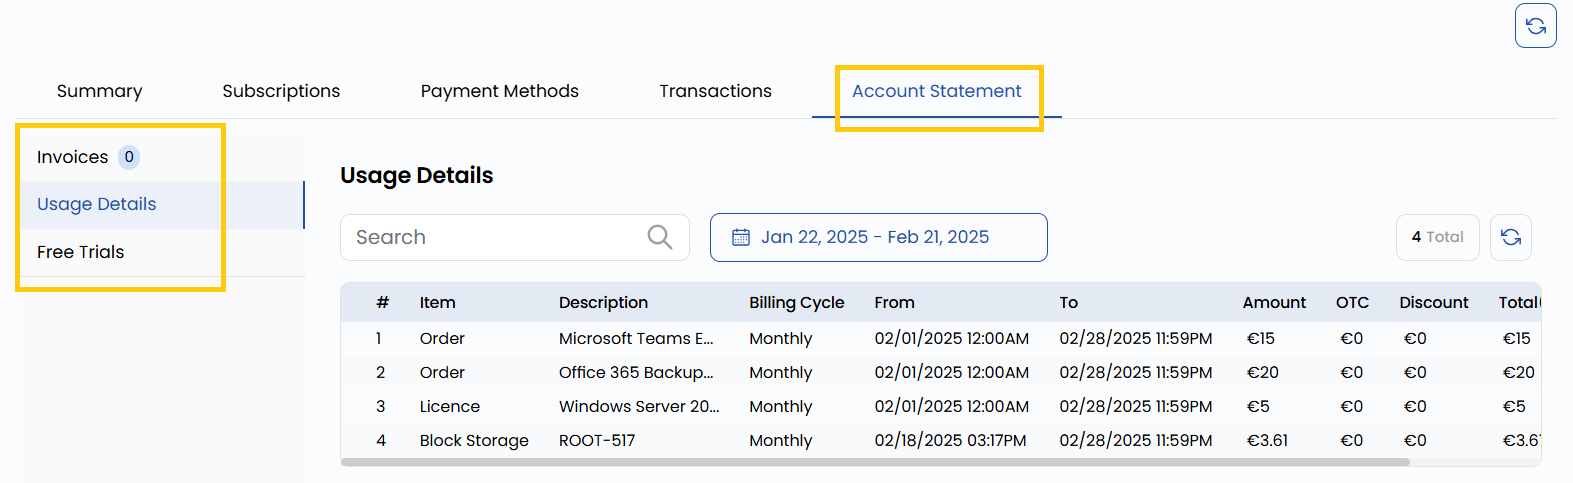 Summary Subscriptions Payment Methods Transactions Account Statement
Invoices 0
Usage Details
Free Trials
Usage Details
Search Jan 22, 2025 - Feb 21, 2025 4 Total
# Item Description Billing Cycle From To Amount OTC Discount Total(
1 Order Microsoft Teams E... Monthly 02/01/2025 12:00AM 02/28/2025 11:59PM €15 €0 €0 €15
2 Order Office 365 Backup... Monthly 02/01/2025 12:00AM 02/28/2025 11:59PM €20 €0 €0 €20
3 Licence Windows Server 20... Monthly 02/01/2025 12:00AM 02/28/2025 11:59PM €5 €0 €0 €5
4 Block Storage ROOT-517 Monthly 02/18/2025 03:17PM 02/28/2025 11:59PM €3.61 €0 €0 €3.61